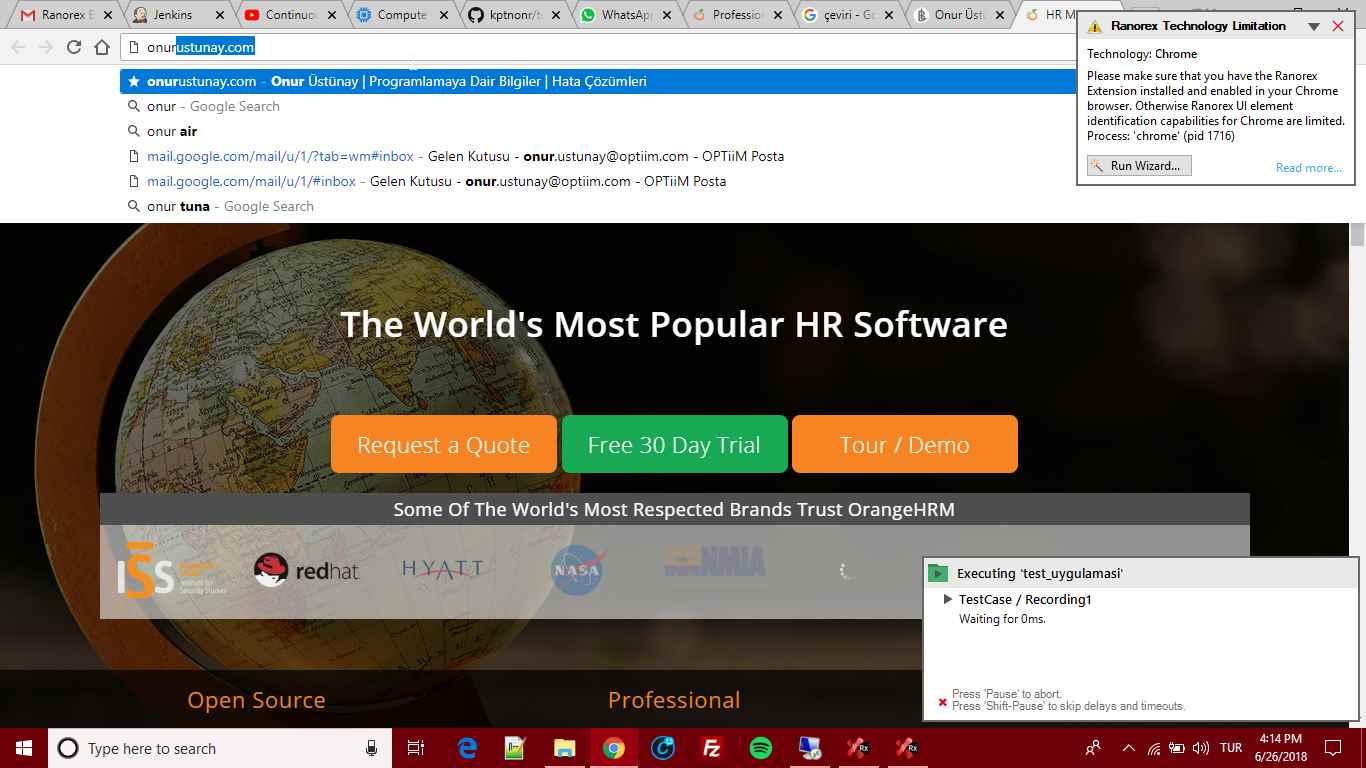 Ranorex E
Jenkins
Continuou
Compute
kptnonr/t
WhatsApp
Profession
çeviri - Go
Onur Üstü
HR M
onurustunay.com
onurustunay.com - Onur Üstünay | Programlamaya Dair Bilgiler | Hata Çözümleri
onur - Google Search
onur air
mail.google.com/mail/u/1/?tab=wm#inbox - Gelen Kutusu - onur.ustunay@optiim.com - OPTiiM Posta
mail.google.com/mail/u/1/#inbox - Gelen Kutusu - onur.ustunay@optiim.com - OPTiiM Posta
onur tuna - Google Search
Ranorex Technology Limitation
Technology: Chrome
Please make sure that you have the Ranorex
Extension installed and enabled in your Chrome
browser. Otherwise Ranorex UI element
identification capabilities for Chrome are limited.
Process: 'chrome' (pid 1716)
Run Wizard...
Read more...
The World's Most Popular HR Software
Request a Quote
Free 30 Day Trial
Tour / Demo
Some Of The World's Most Respected Brands Trust OrangeHRM
ISS
Institute for
Security Studies
redhat
HYATT
NASA
NMIA
Executing 'test_uygulamasi'
TestCase / Recording1
Waiting for 0ms.
Press 'Pause' to abort.
Press 'Shift-Pause' to skip delays and timeouts.
Open Source
Professional
Type here to search
TUR
4:14 PM
6/26/2018